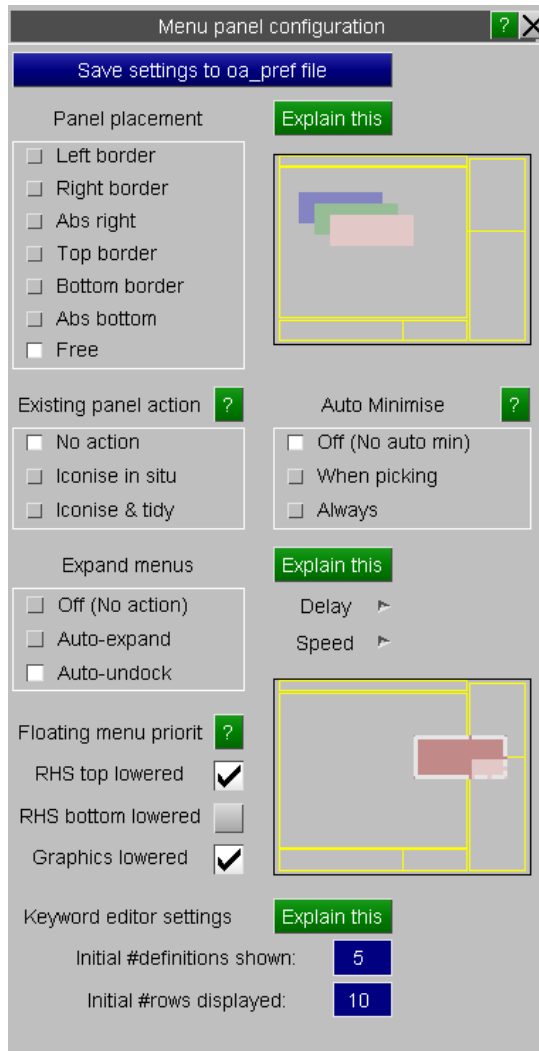 Menu panel configuration ?
Save settings to oa_pref file
Panel placement Explain this
Left border
Right border
Abs right
Top border
Bottom border
Abs bottom
Free
Existing panel action ? Auto Minimise ?
No action Off (No auto min)
Iconise in situ When picking
Iconise & tidy Always
Expand menus Explain this
Off (No action) Delay
Auto-expand Speed
Auto-undock
Floating menu priorit ?
RHS top lowered
RHS bottom lowered
Graphics lowered
Keyword editor settings Explain this
Initial #definitions shown: 5
Initial #rows displayed: 10